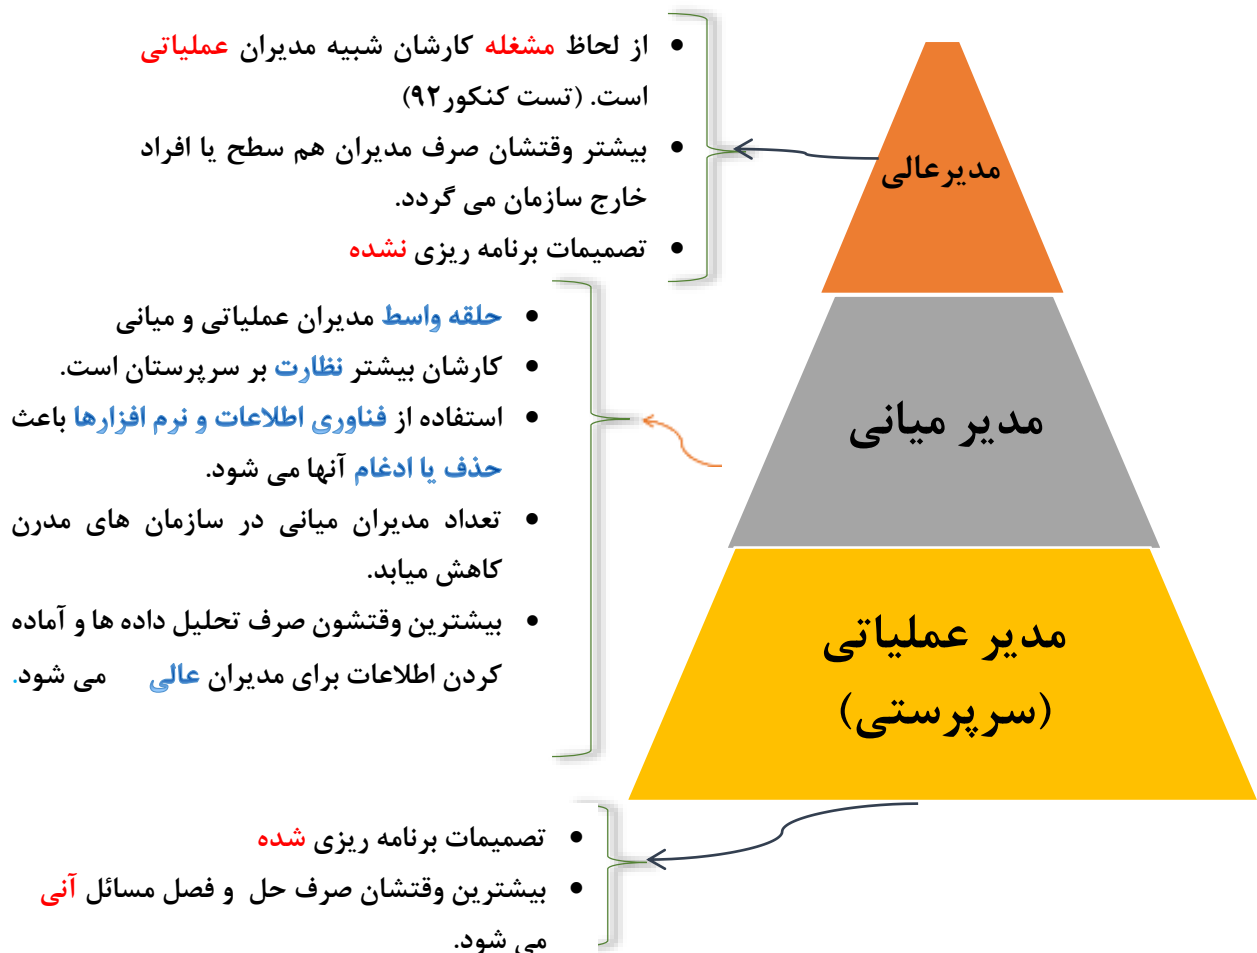 • از لحاظ مشغله کارشان شبیه مدیران عملیاتی
است. (تست کنکور۹۲)
• بیشتر وقتشان صرف مدیران هم سطح یا افراد
خارج سازمان می گردد.
• تصمیمات برنامه ریزی نشده
مدیرعالی
• حلقه واسط مدیران عملیاتی و میانی
• کارشان بیشتر نظارت بر سرپرستان است.
• استفاده از فناوری اطلاعات و نرم افزارها باعث
حذف یا ادغام آنها می شود.
• تعداد مدیران میانی در سازمان های مدرن
کاهش میابد.
• بیشترین وقتشون صرف تحلیل داده ها و آماده
کردن اطلاعات برای مدیران عالی می شود.
مدیر میانی
مدیر عملیاتی
(سرپرستی)
• تصمیمات برنامه ریزی شده
• بیشترین وقتشان صرف حل و فصل مسائل آنی
می شود.